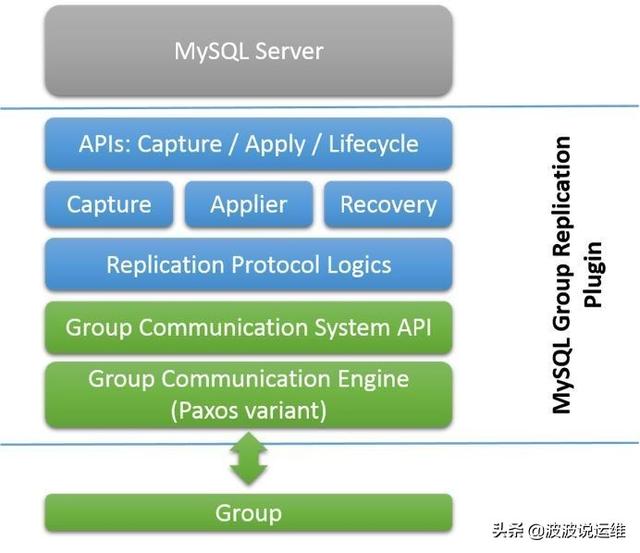 MySQL Server
APIs: Capture / Apply / Lifecycle
Capture
Applier
Recovery
Replication Protocol Logics
Group Communication System API
Group Communication Engine
(Paxos variant)
Group
MySQL Group Replication
Plugin
头条 @波波说运维